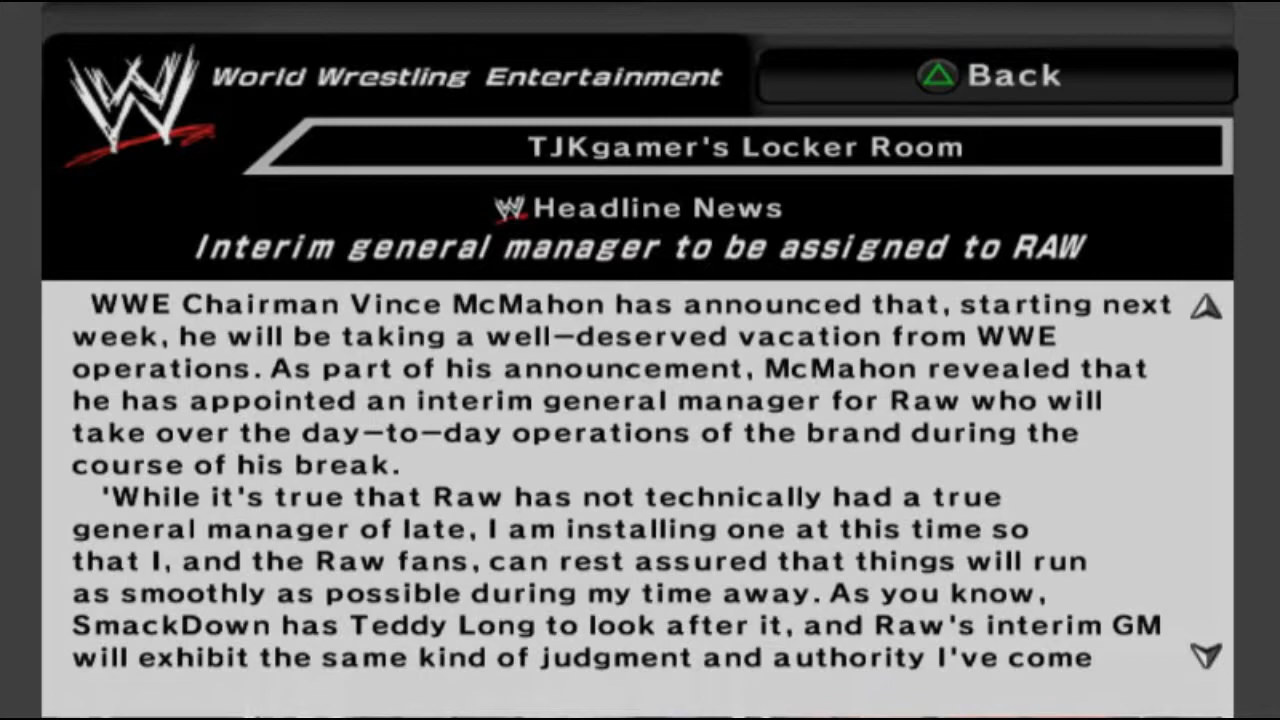 World Wrestling Entertainment
Back
TJKgamer's Locker Room
Headline News
Interim general manager to be assigned to RAW
WWE Chairman Vince McMahon has announced that, starting next
week, he will be taking a well-deserved vacation from WWE
operations. As part of his announcement, McMahon revealed that
he has appointed an interim general manager for Raw who will
take over the day-to-day operations of the brand during the
course of his break.
'While it's true that Raw has not technically had a true
general manager of late, I am installing one at this time so
that I, and the Raw fans, can rest assured that things will run
as smoothly as possible during my time away. As you know,
SmackDown has Teddy Long to look after it, and Raw's interim GM
will exhibit the same kind of judgment and authority I've come